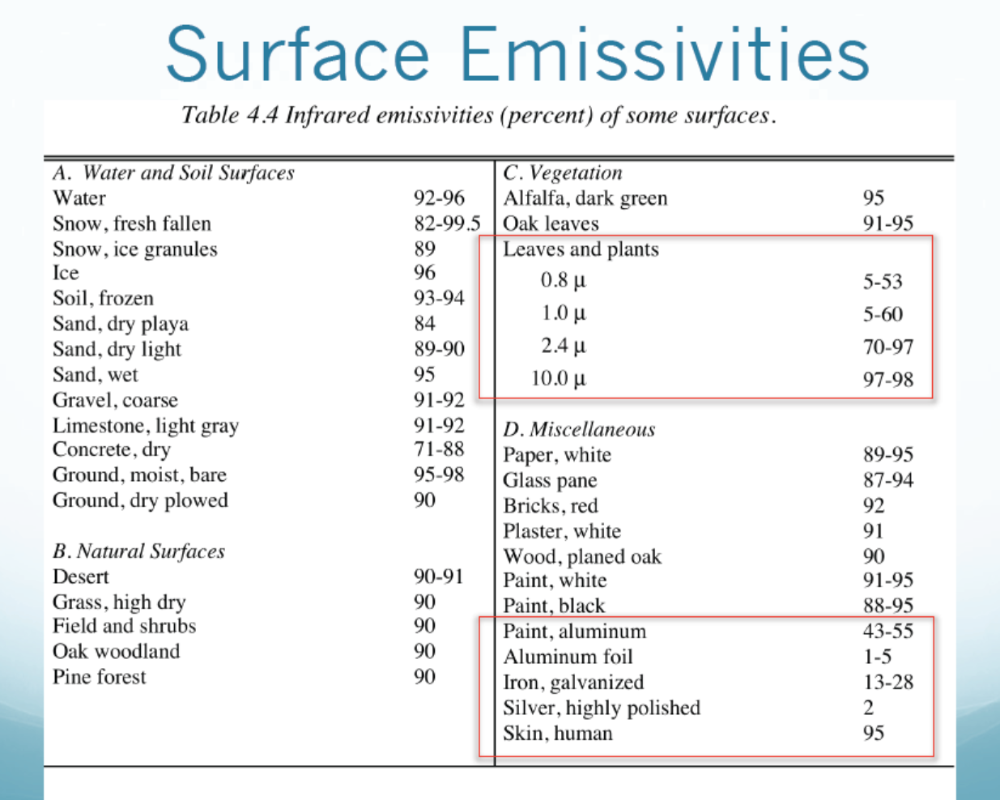 Surface Emissivities
Table 4.4 Infrared emissivities (percent) of some surfaces.
A. Water and Soil Surfaces
Water 92-96
Snow, fresh fallen 82-99.5
Snow, ice granules 89
Ice 96
Soil, frozen 93-94
Sand, dry playa 84
Sand, dry light 89-90
Sand, wet 95
Gravel, coarse 91-92
Limestone, light gray 91-92
Concrete, dry 71-88
Ground, moist, bare 95-98
Ground, dry plowed 90
B. Natural Surfaces
Desert 90-91
Grass, high dry 90
Field and shrubs 90
Oak woodland 90
Pine forest 90
C. Vegetation
Alfalfa, dark green 95
Oak leaves 91-95
Leaves and plants
0.8 µ 5-53
1.0 µ 5-60
2.4 µ 70-97
10.0 µ 97-98
D. Miscellaneous
Paper, white 89-95
Glass pane 87-94
Bricks, red 92
Plaster, white 91
Wood, planed oak 90
Paint, white 91-95
Paint, black 88-95
Paint, aluminum 43-55
Aluminum foil 1-5
Iron, galvanized 13-28
Silver, highly polished 2
Skin, human 95